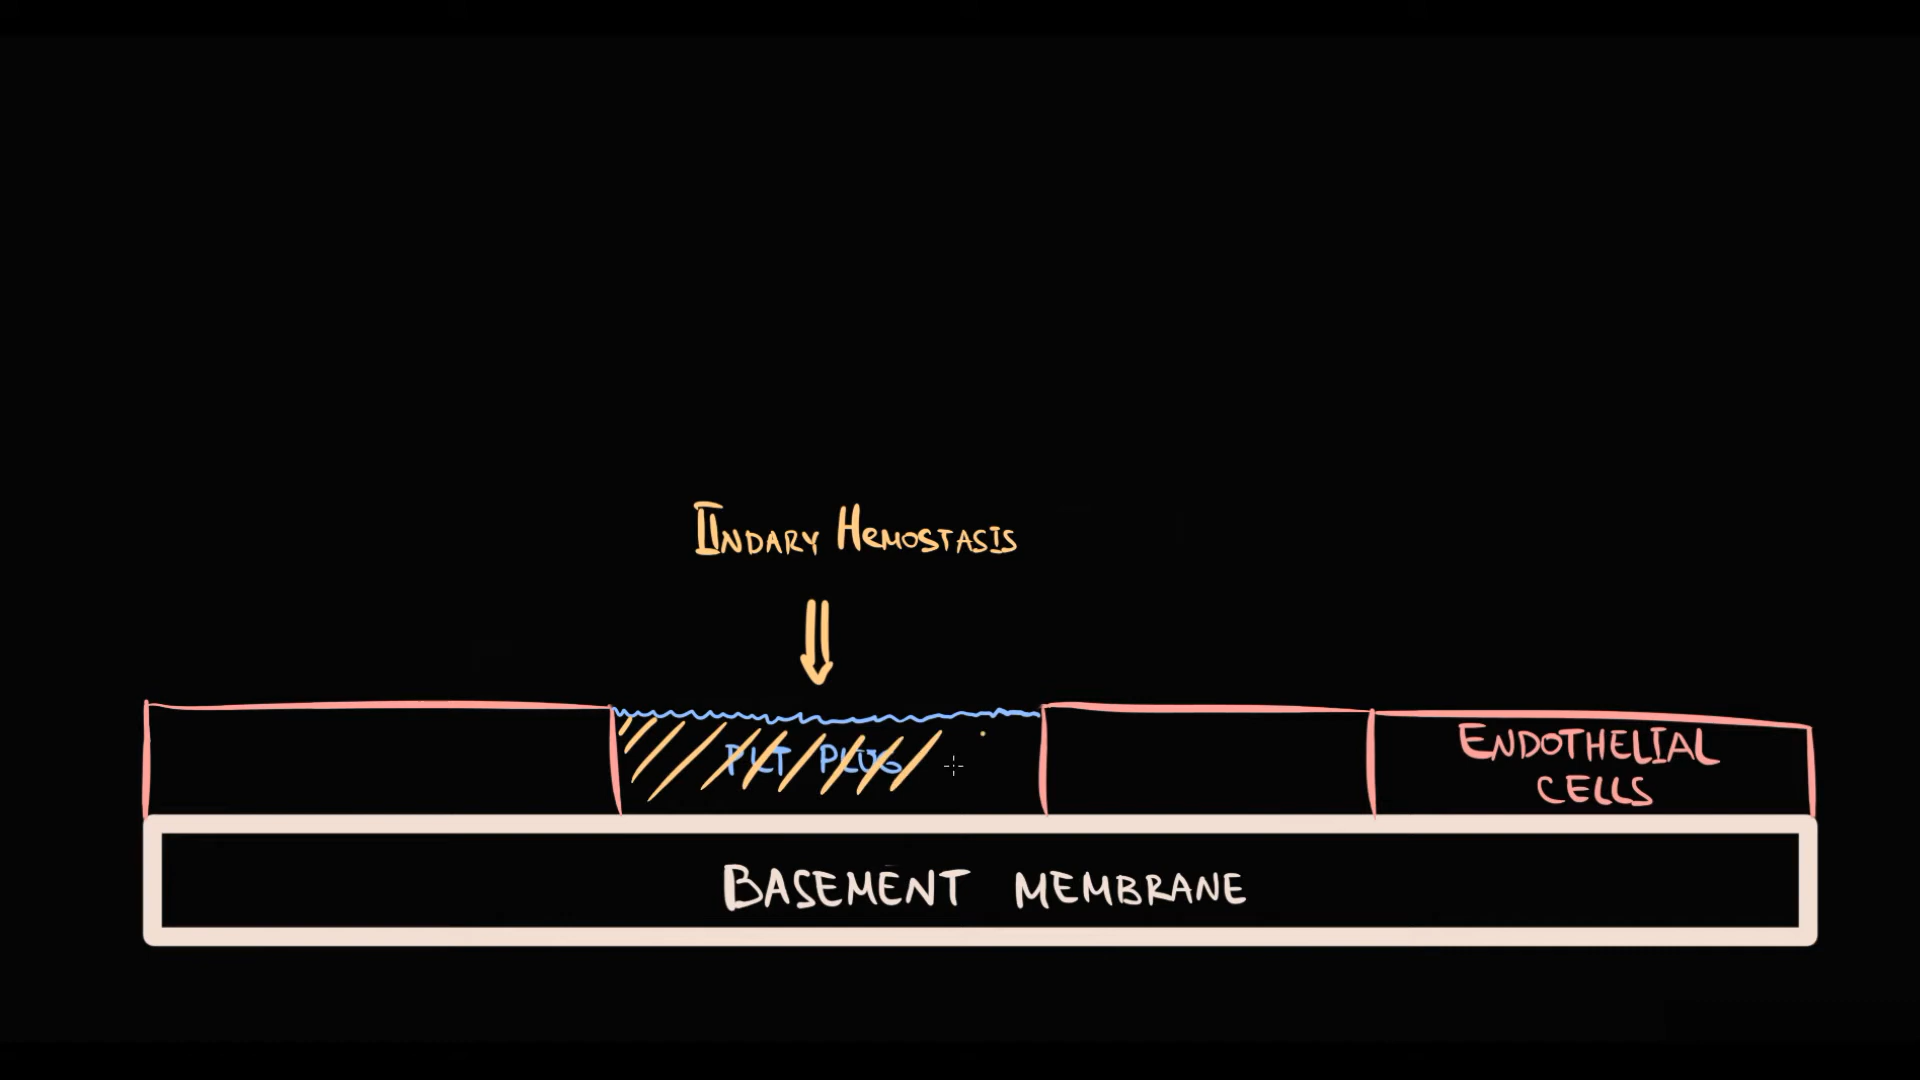 IIndary Hemostasis
PLT PLUG
ENDOTHELIAL
CELLS
BASEMENT MEMBRANE